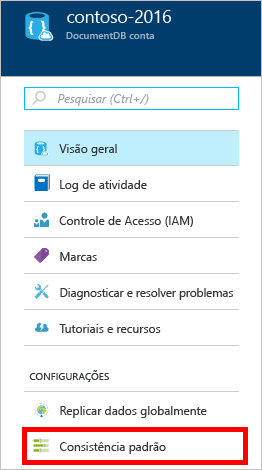 contoso-2016
DocumentDB conta
Pesquisar (Ctrl+/)
Visão geral
Log de atividade
Controle de Acesso (IAM)
Marcas
Diagnosticar e resolver problemas
Tutoriais e recursos
CONFIGURAÇÕES
Replicar dados globalmente
Consistência padrão